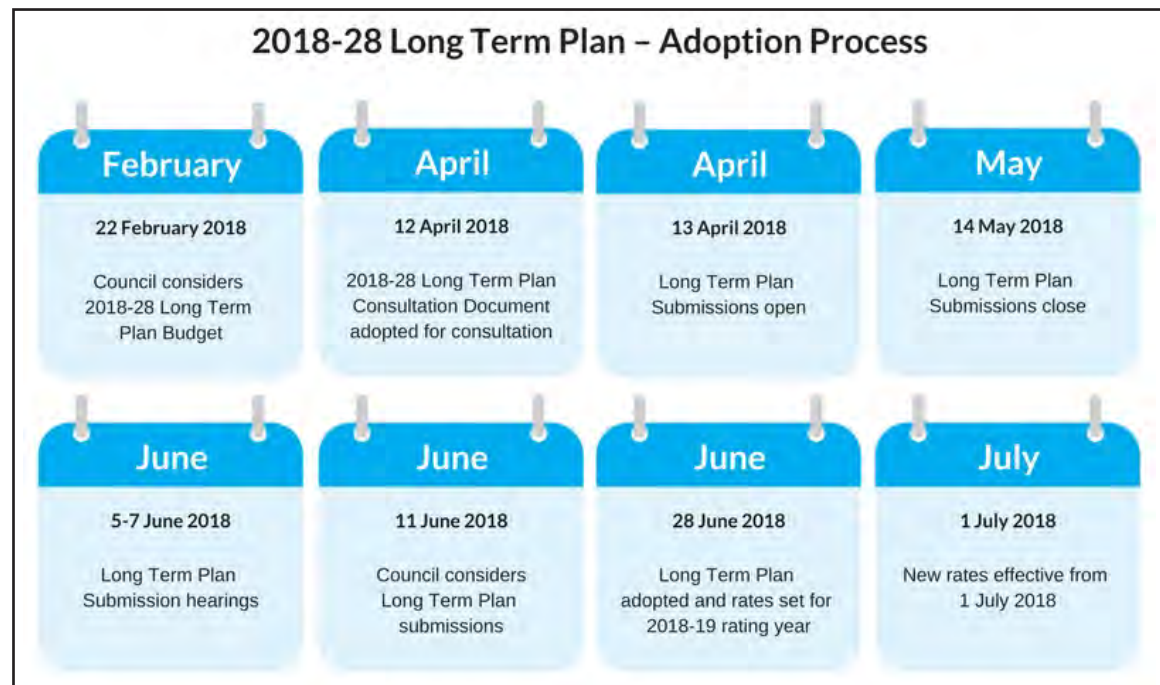 2018-28 Long Term Plan – Adoption Process
February
22 February 2018
Council considers
2018-28 Long Term
Plan Budget
April
12 April 2018
2018-28 Long Term Plan
Consultation Document
adopted for consultation
April
13 April 2018
Long Term Plan
Submissions open
May
14 May 2018
Long Term Plan
Submissions close
June
5-7 June 2018
Long Term Plan
Submission hearings
June
11 June 2018
Council considers
Long Term Plan
submissions
June
28 June 2018
Long Term Plan
adopted and rates set for
2018-19 rating year
July
1 July 2018
New rates effective from
1 July 2018